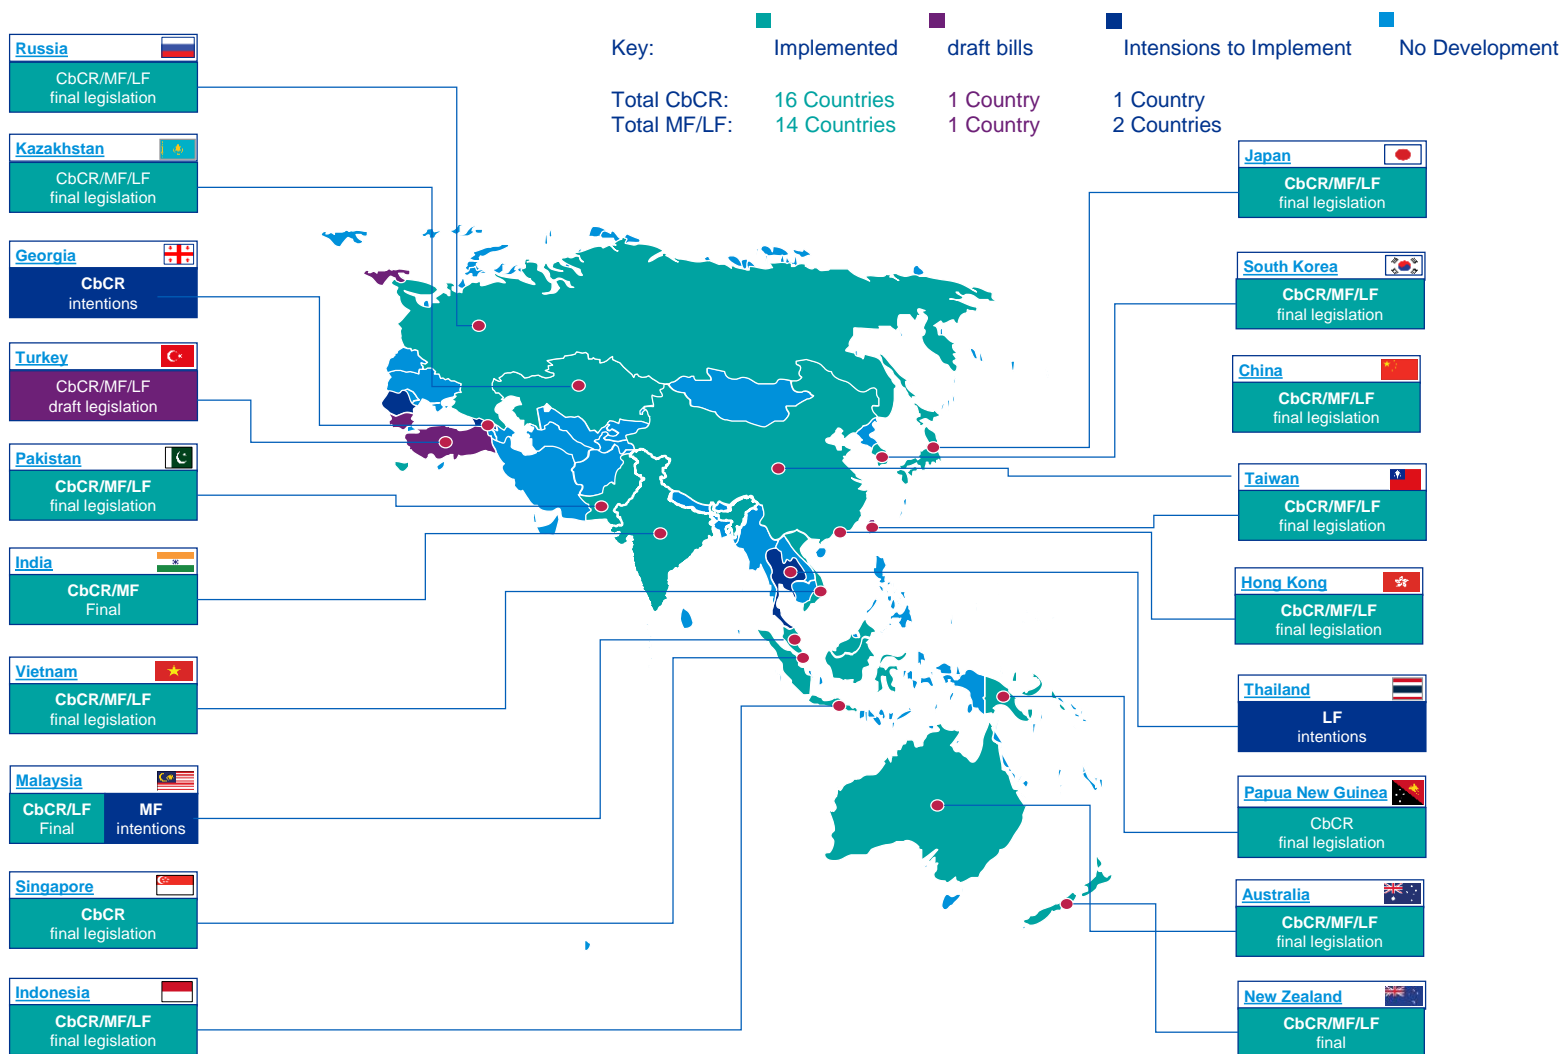 Key: Implemented draft bills Intensions to Implement No Development
Total CbCR: 16 Countries 1 Country 1 Country
Total MF/LF: 14 Countries 1 Country 2 Countries
Russia
CbCR/MF/LF
final legislation
Kazakhstan
CbCR/MF/LF
final legislation
Georgia
CbCR
intentions
Turkey
CbCR/MF/LF
draft legislation
Pakistan
CbCR/MF/LF
final legislation
India
CbCR/MF
Final
Vietnam
CbCR/MF/LF
final legislation
Malaysia
CbCR/LF MF
Final intentions
Singapore
CbCR
final legislation
Indonesia
CbCR/MF/LF
final legislation
Japan
CbCR/MF/LF
final legislation
South Korea
CbCR/MF/LF
final legislation
China
CbCR/MF/LF
final legislation
Taiwan
CbCR/MF/LF
final legislation
Hong Kong
CbCR/MF/LF
final legislation
Thailand
LF
intentions
Papua New Guinea
CbCR
final legislation
Australia
CbCR/MF/LF
final legislation
New Zealand
CbCR/MF/LF
final